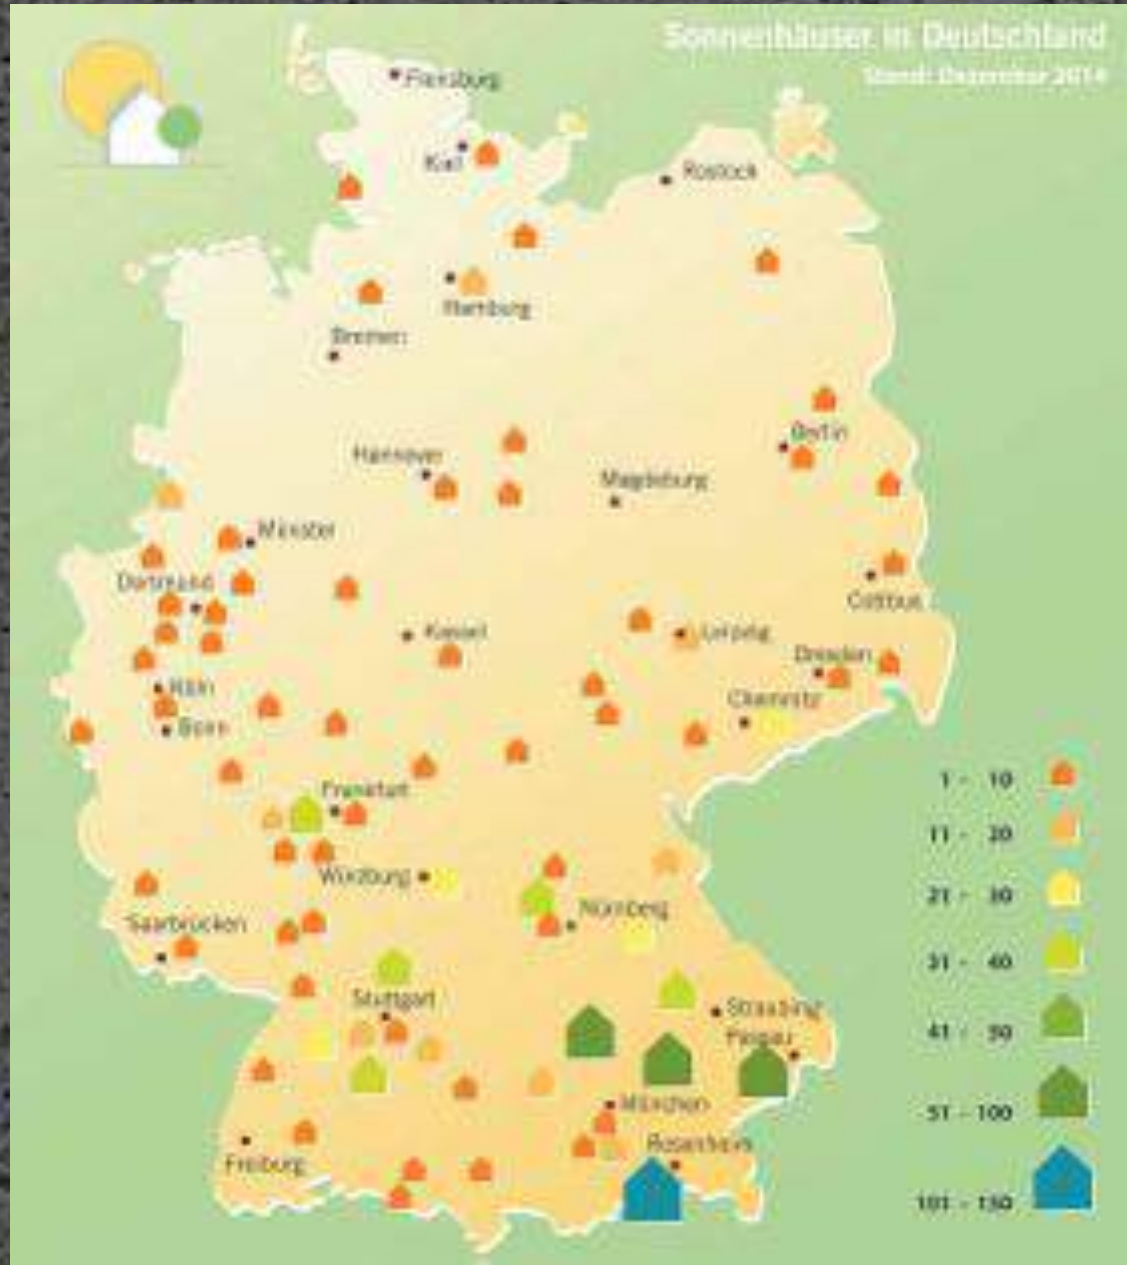 Sonnenhäuser in Deutschland
Stand: Dezember 2014
Flensburg
Kiel
Rostock
Hamburg
Bremen
Berlin
Hannover
Magdeburg
Münster
Dortmund
Cottbus
Kassel
Leipzig
Dresden
Köln
Chemnitz
Bonn
Frankfurt
Würzburg
Nürnberg
Saarbrücken
Stuttgart
Straubing
Passau
München
Rosenheim
Freiburg
1 - 10
11 - 20
21 - 30
31 - 40
41 - 50
51 - 100
101 - 150